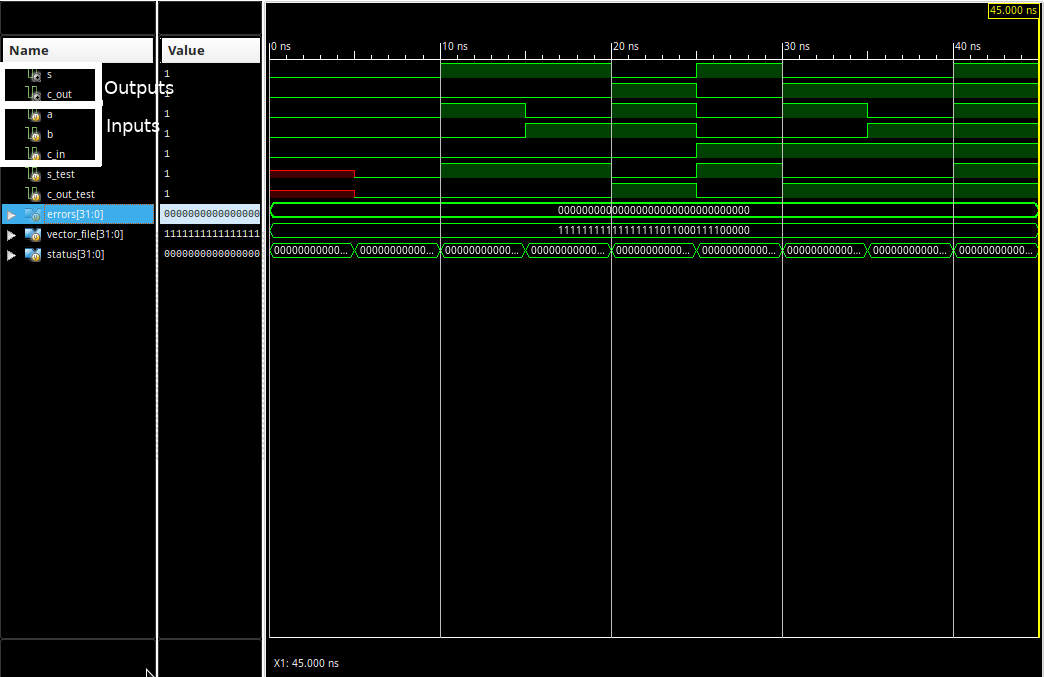 45.000 ns
Name Value 0 ns 10 ns 20 ns 30 ns 40 ns
s 1
Outputs
c_out 1
a 1
Inputs
b 1
c_in 1
s_test 1
c_out_test 1
errors[31:0] 0000000000000000 00000000000000000000000000000000
vector_file[31:0] 1111111111111111 11111111111111111011000111100000
status[31:0] 0000000000000000 00000000000... 00000000000... 00000000000... 00000000000... 00000000000... 00000000000... 00000000000... 00000000000... 00000000000...
X1: 45.000 ns